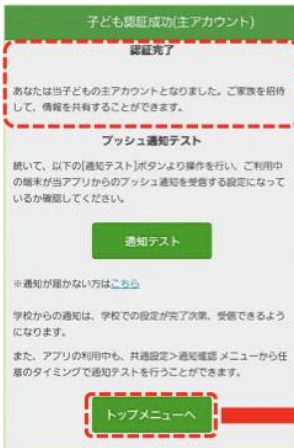 子ども認証成功(主アカウント)
認証完了
あなたは当子どもの主アカウントとなりました。ご家族を招待
して、情報を共有することができます。
プッシュ通知テスト
続いて、以下の[通知テスト]ボタンより操作を行い、ご利用中
の端末が当アプリからのプッシュ通知を受信する設定になって
いるか確認してください。
通知テスト
※通知が届かない方はこちら
学校からの通知は、学校での設定が完了次第、受信できるよう
になります。
また、アプリの利用中も、共通設定>通知確認 メニューから任
意のタイミングで通知テストを行うことができます。
トップメニューへ